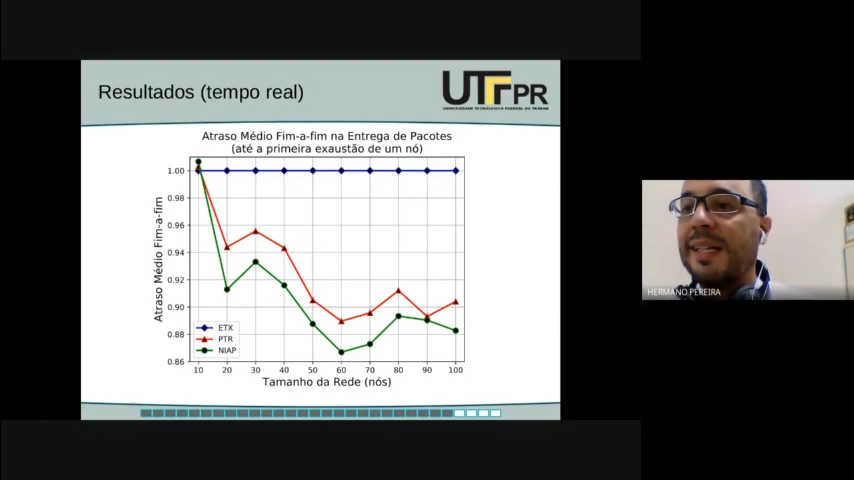 Resultados (tempo real)
UTFPR
UNIVERSIDADE TECNOLÓGICA FEDERAL DO PARANÁ
Atraso Médio Fim-a-fim na Entrega de Pacotes
(até a primeira exaustão de um nó)
Atraso Médio Fim-a-fim
1.00
0.98
0.96
0.94
0.92
0.90
0.88
0.86
ETX
PTR
NIAP
10 20 30 40 50 60 70 80 90 100
Tamanho da Rede (nós)
HERMANO PEREIRA